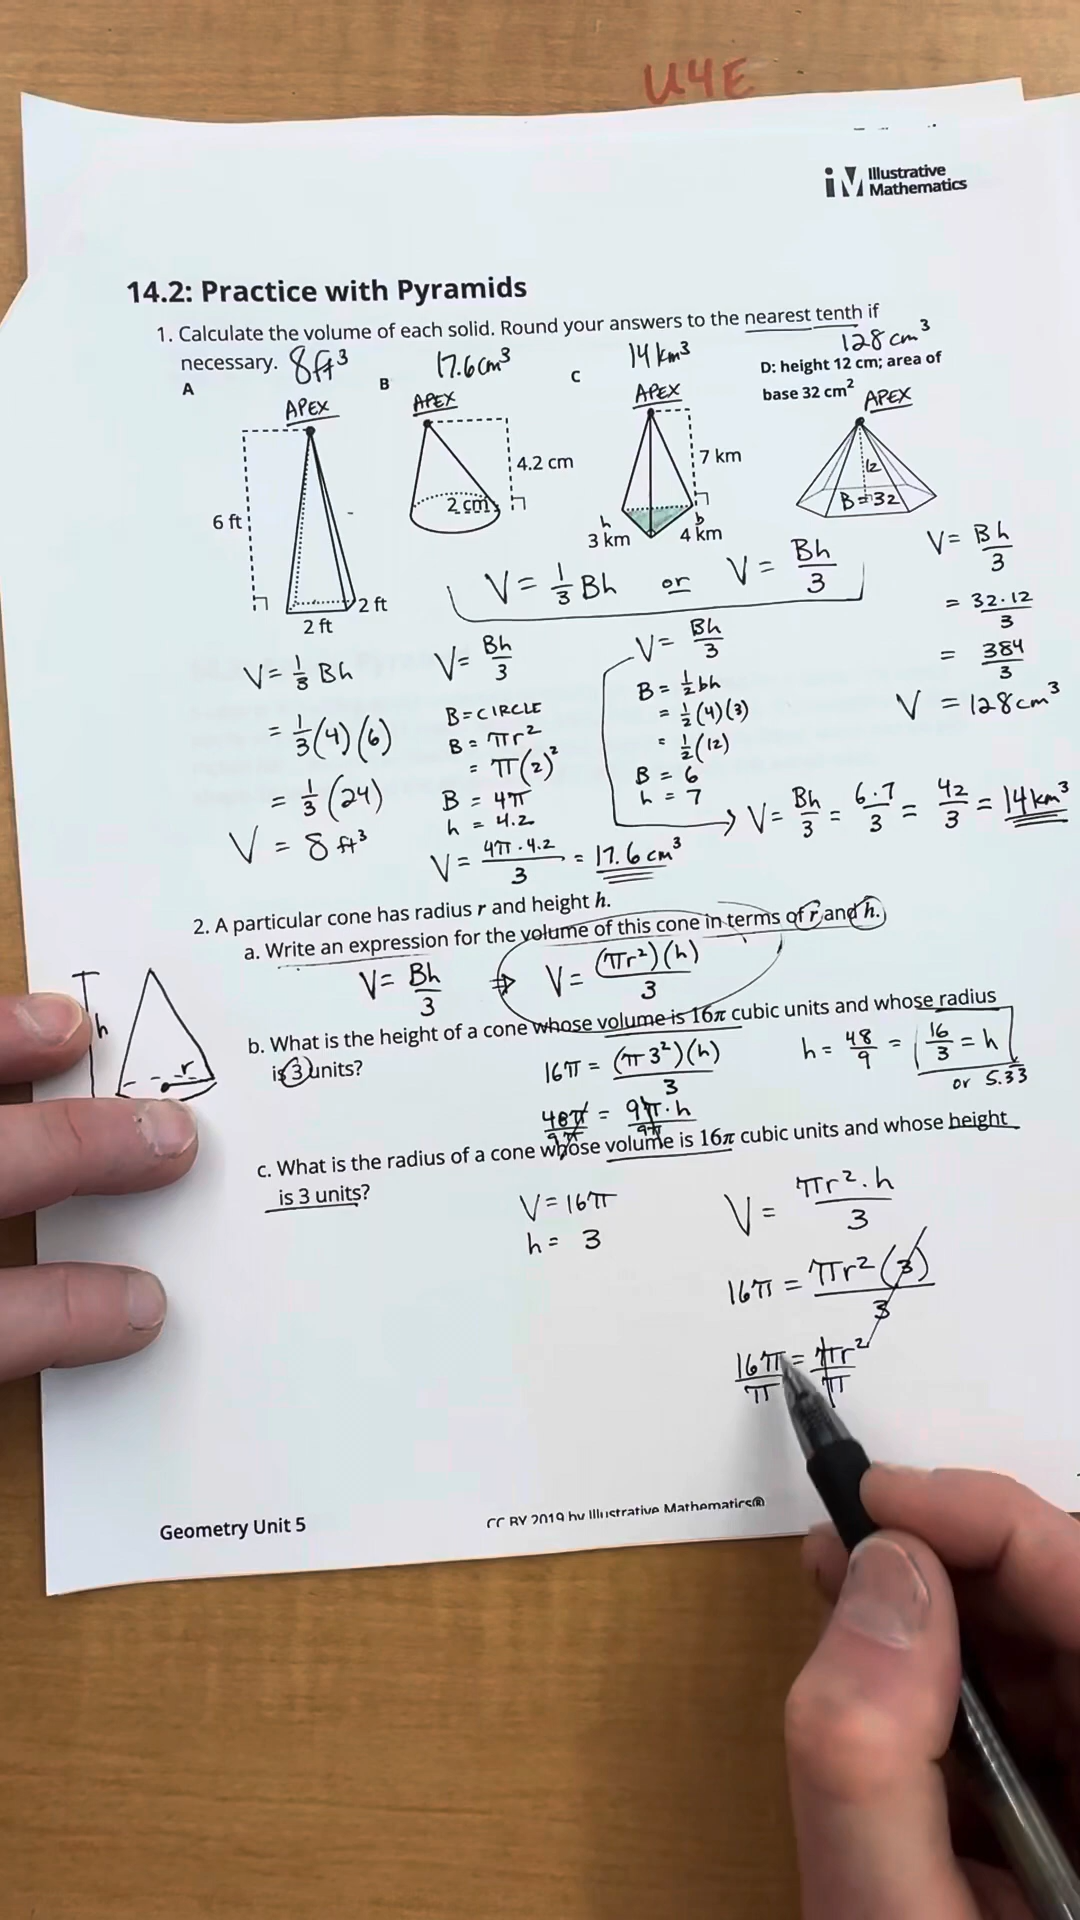 U4E
Illustrative
Mathematics
14.2: Practice with Pyramids
1. Calculate the volume of each solid. Round your answers to the nearest tenth if
necessary. 8ft³ 17.6cm³ 14 km³ 128 cm³
A B C D: height 12 cm; area of
base 32 cm²
APEX APEX APEX APEX
6 ft 2 ft 2 ft
4.2 cm 2 cm
7 km h 3 km b 4 km
12 B=32
V = 1/3 Bh or V = Bh/3
V = 1/3 Bh
= 1/3(4)(6)
= 1/3 (24)
V = 8 ft³
V = Bh/3
B = CIRCLE
B = πr²
= π(2)²
B = 4π
h = 4.2
V = 4π · 4.2/3 = 17.6 cm³
V = Bh/3
B = 1/2 bh
= 1/2 (4)(3)
= 1/2 (12)
B = 6
h = 7
V = Bh/3 = 6·7/3 = 42/3 = 14 km³
V = Bh/3
= 32·12/3
= 384/3
V = 128 cm³
2. A particular cone has radius r and height h.
a. Write an expression for the volume of this cone in terms of r and h.
V = Bh/3 ⇒ V = (πr²)(h)/3
h r
b. What is the height of a cone whose volume is 16π cubic units and whose radius
is 3 units?
16π = (π3²)(h)/3
48π/9π = 9π·h/9π
h = 48/9 = 16/3 = h
or 5.33
c. What is the radius of a cone whose volume is 16π cubic units and whose height
is 3 units?
V = 16π
h = 3
V = πr²·h/3
16π = πr²(3)/3
16π/π = πr²/π
Geometry Unit 5
CC BY 2019 by Illustrative Mathematics®